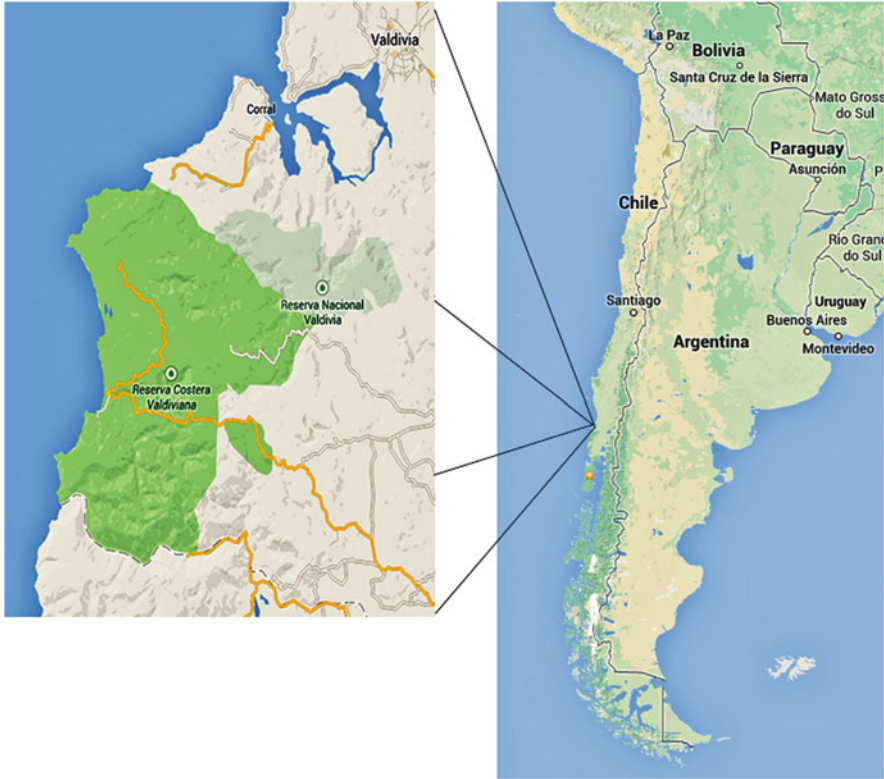 Valdivia
Corral
Reserva Nacional
Valdivia
Reserva Costera
Valdiviana
La Paz
Bolivia
Santa Cruz de la Sierra
Mato Gross
do Sul
Paraguay
Asunción
P
Chile
Rio Grand
do Sul
Santiago
Uruguay
Buenos Aires
Argentina
Montevideo